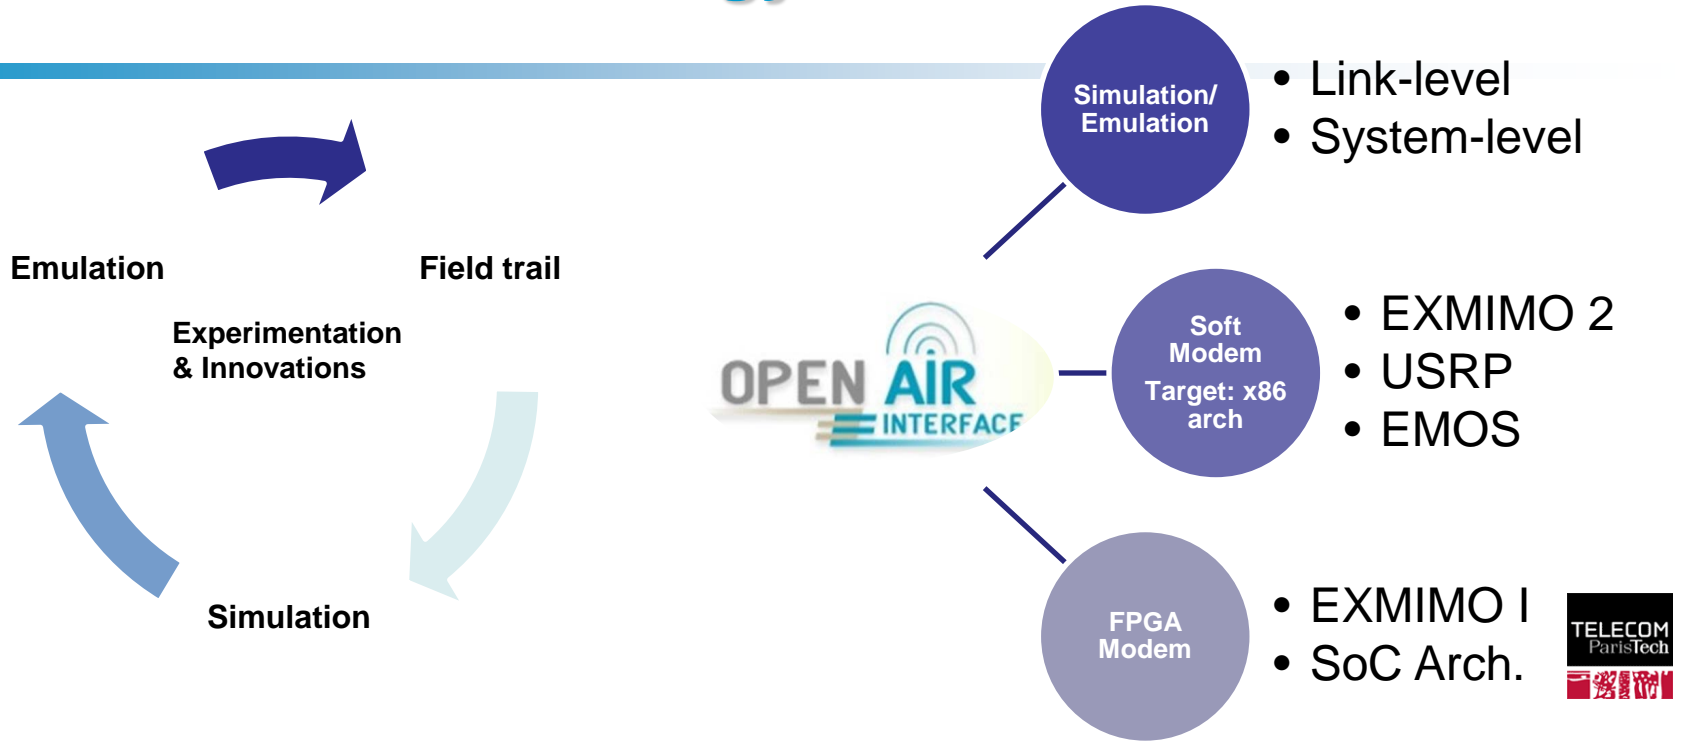 Emulation
Field trail
Experimentation
& Innovations
Simulation
OPEN AIR
INTERFACE
Simulation/
Emulation
• Link-level
• System-level
Soft
Modem
Target: x86
arch
• EXMIMO 2
• USRP
• EMOS
FPGA
Modem
• EXMIMO I
• SoC Arch.
TELECOM
ParisTech